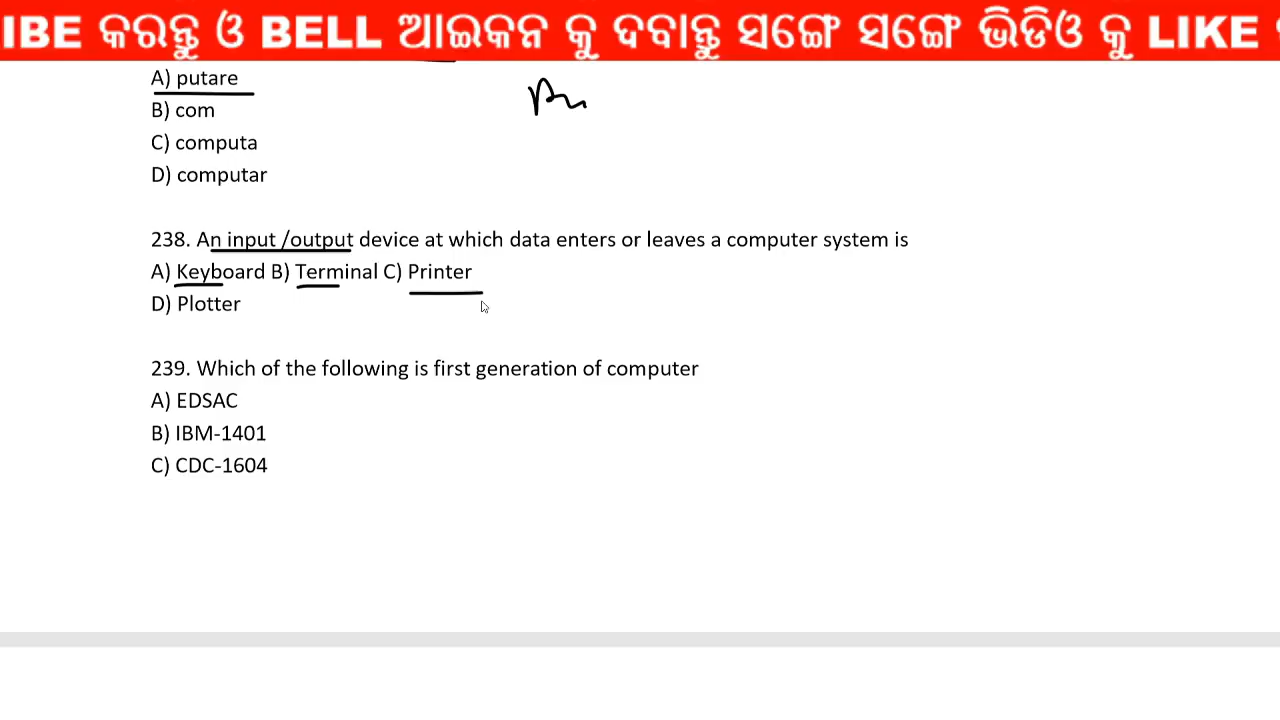 IBE କରନ୍ତୁ ଓ BELL ଆଇକନ କୁ ଦବାନ୍ତୁ ସଙ୍ଗେ ସଙ୍ଗେ ଭିଡିଓ କୁ LIKE
A) putare
B) com
C) computa
D) computar
238. An input /output device at which data enters or leaves a computer system is
A) Keyboard B) Terminal C) Printer
D) Plotter
239. Which of the following is first generation of computer
A) EDSAC
B) IBM-1401
C) CDC-1604